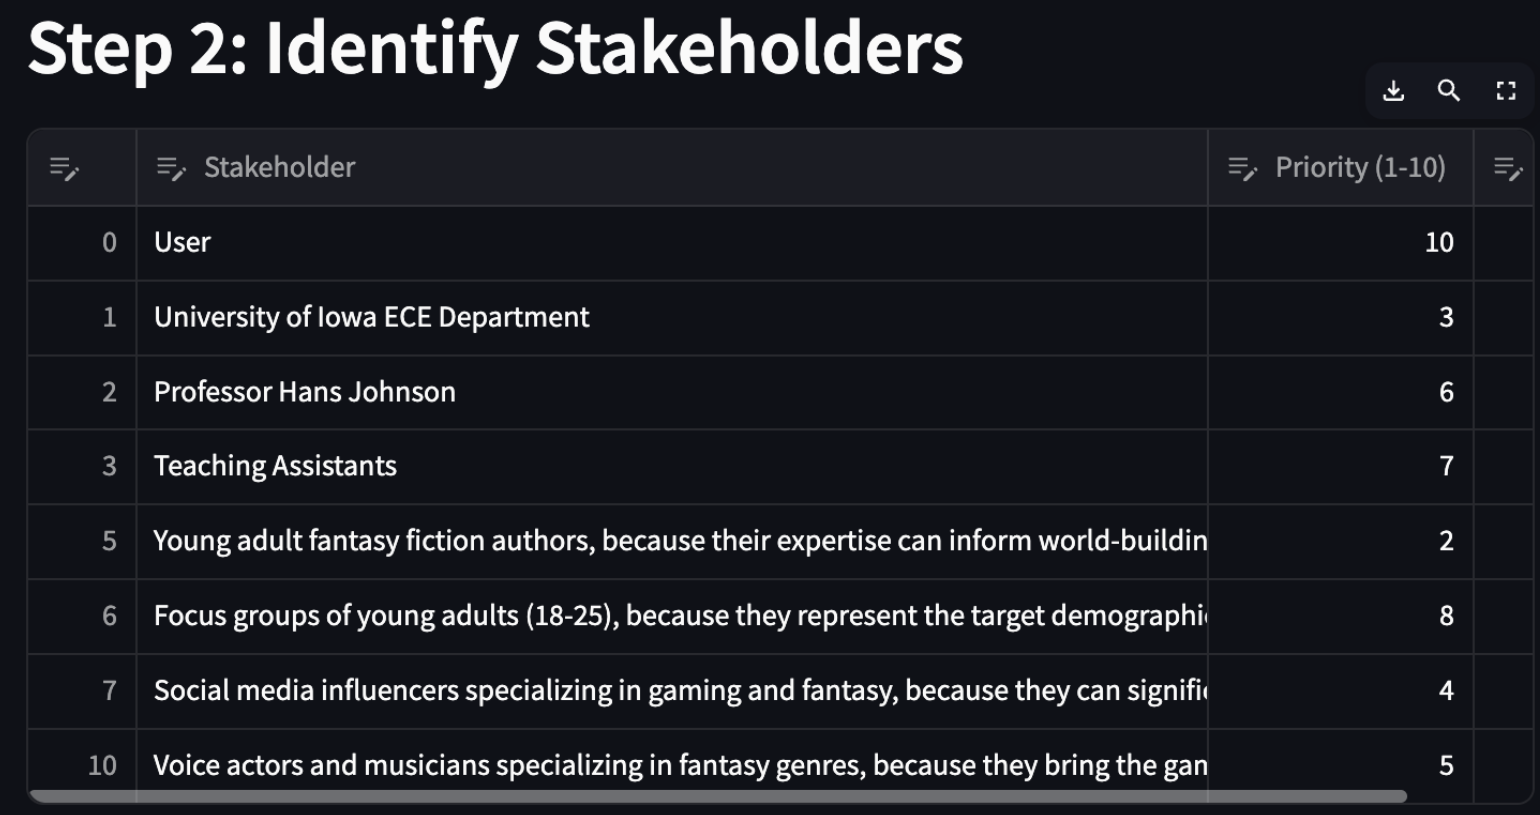 Step 2: Identify Stakeholders
Stakeholder Priority (1-10)
0 User 10
1 University of Iowa ECE Department 3
2 Professor Hans Johnson 6
3 Teaching Assistants 7
5 Young adult fantasy fiction authors, because their expertise can inform world-buildin 2
6 Focus groups of young adults (18-25), because they represent the target demographi 8
7 Social media influencers specializing in gaming and fantasy, because they can signifi 4
10 Voice actors and musicians specializing in fantasy genres, because they bring the gam 5